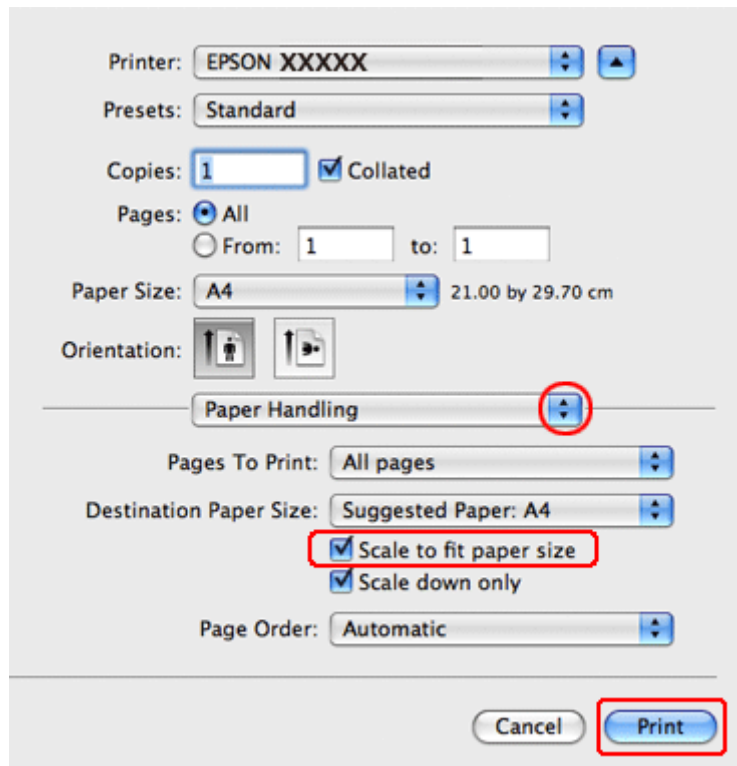 Printer: EPSON XXXXX
Presets: Standard
Copies: 1 Collated
Pages: All
From: 1 to: 1
Paper Size: A4 21.00 by 29.70 cm
Orientation:
Paper Handling
Pages To Print: All pages
Destination Paper Size: Suggested Paper: A4
Scale to fit paper size
Scale down only
Page Order: Automatic
Cancel Print